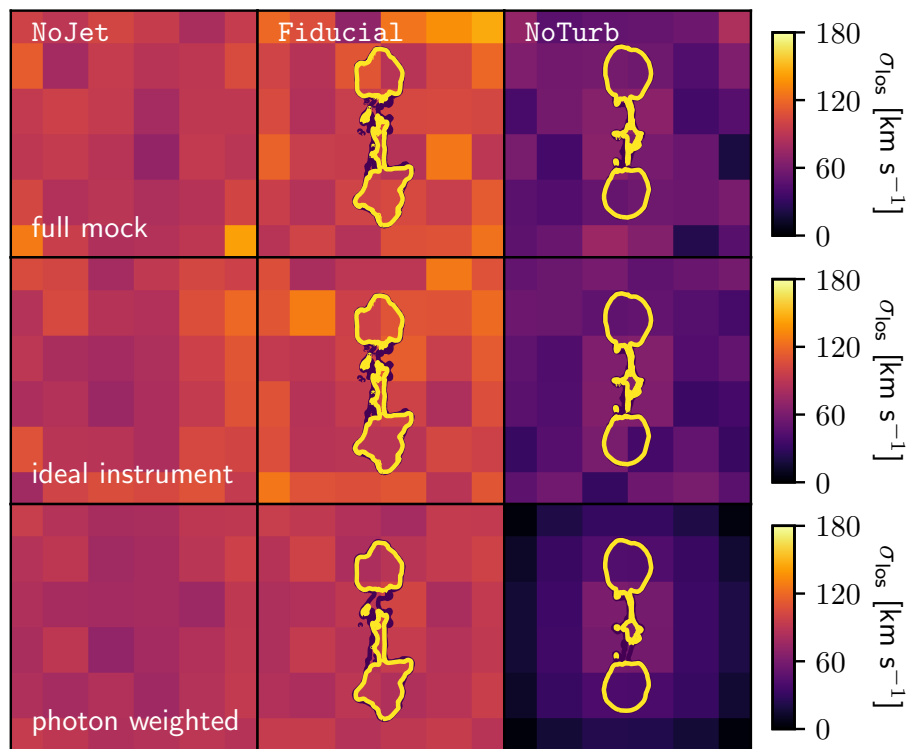 NoJet Fiducial NoTurb
full mock
180
120
60
0
σlos [km s⁻¹]
ideal instrument
180
120
60
0
σlos [km s⁻¹]
photon weighted
180
120
60
0
σlos [km s⁻¹]